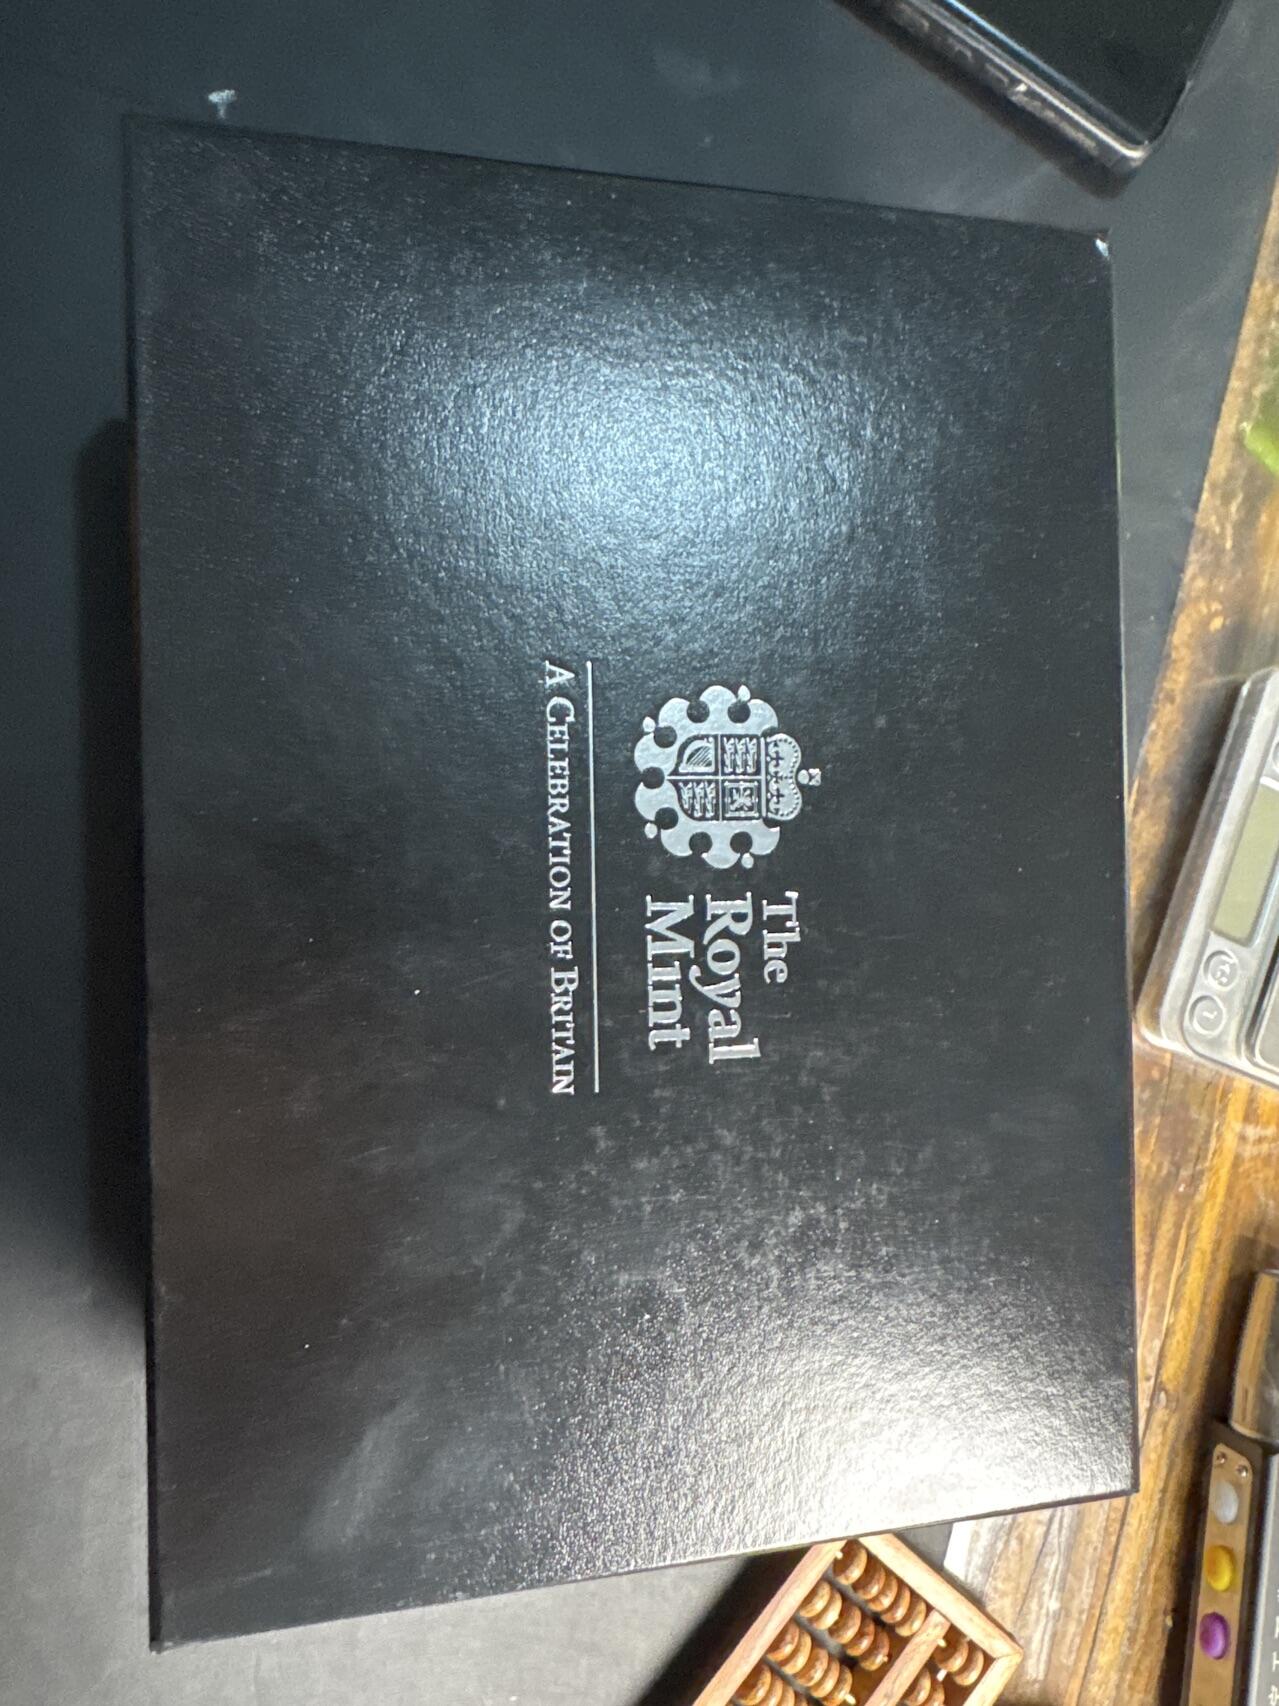 The
Royal
Mint
A CELEBRATION OF BRITAIN